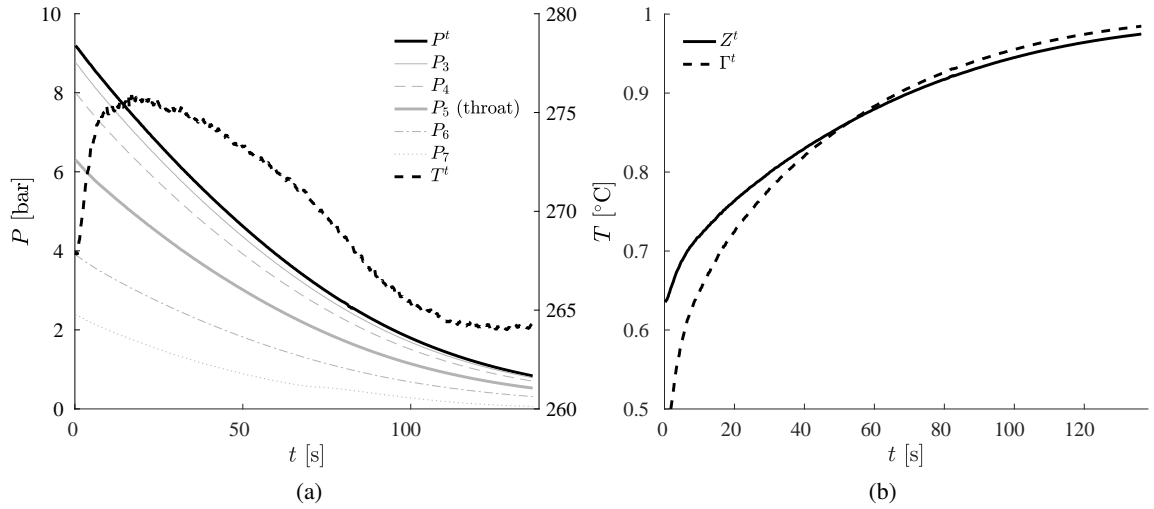 10
8
6
4
2
0
P [bar]
0
50
100
t [s]
280
275
270
265
260
T [°C]
P^t
P_3
P_4
P_5 (throat)
P_6
P_7
T^t
(a)
1
0.9
0.8
0.7
0.6
0.5
0
20
40
60
80
100
120
t [s]
Z^t
Γ^t
(b)